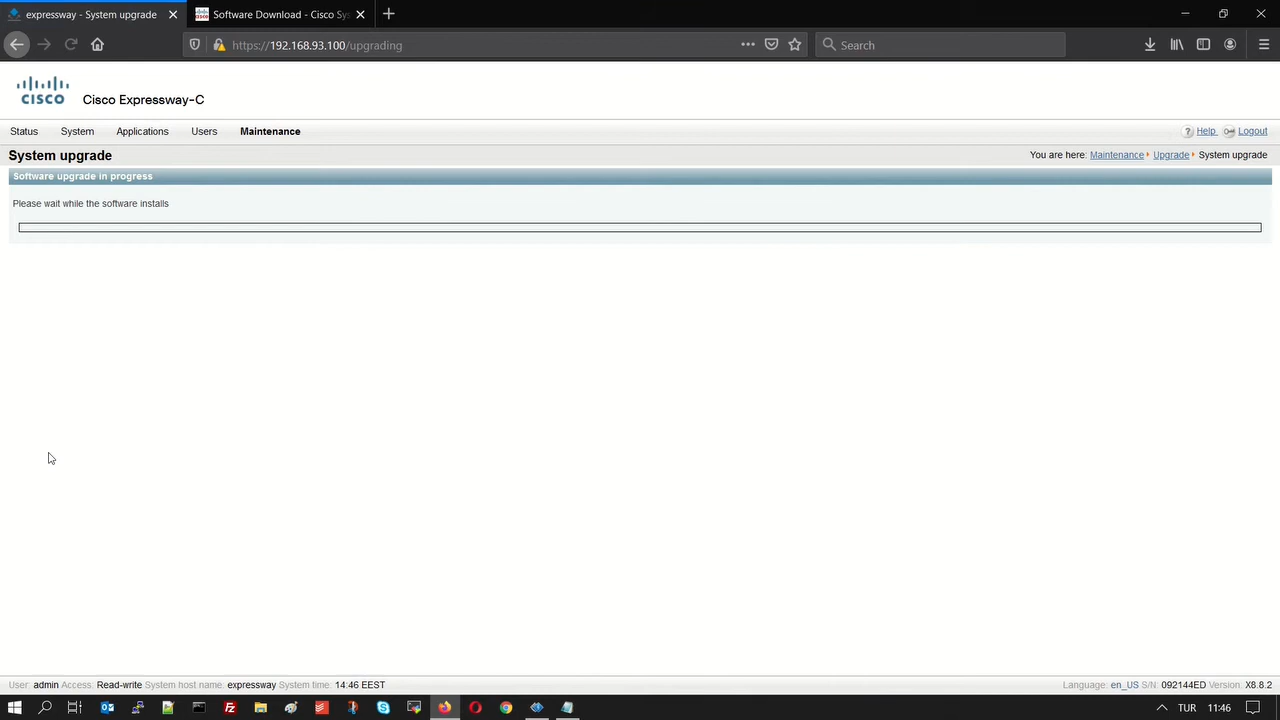 expressway - System upgrade
Software Download - Cisco Sys
https://192.168.93.100/upgrading
Search
CISCO
Cisco Expressway-C
Status System Applications Users Maintenance
Help Logout
System upgrade
You are here: Maintenance Upgrade System upgrade
Software upgrade in progress
Please wait while the software installs
User: admin Access: Read-write System host name: expressway System time: 14:46 EEST
Language: en_US S/N: 092144ED Version: X8.8.2
TUR 11:46